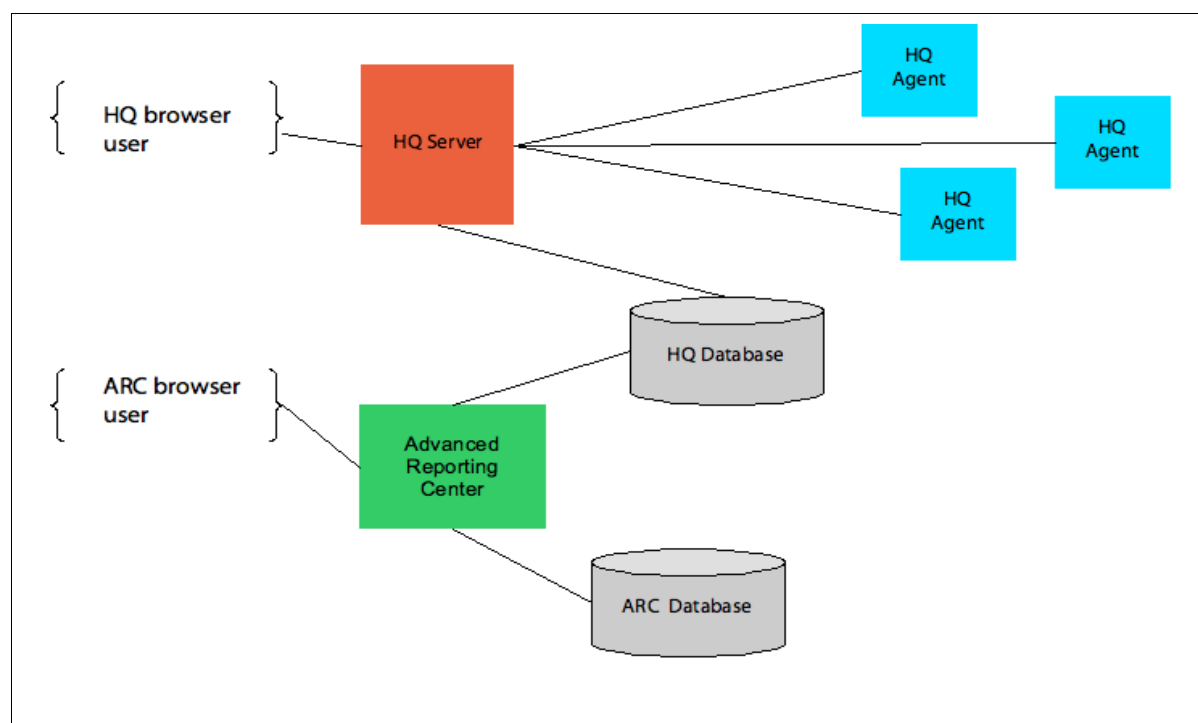 HQ browser
user
HQ Server
HQ
Agent
HQ
Agent
HQ
Agent
HQ Database
ARC browser
user
Advanced
Reporting
Center
ARC Database